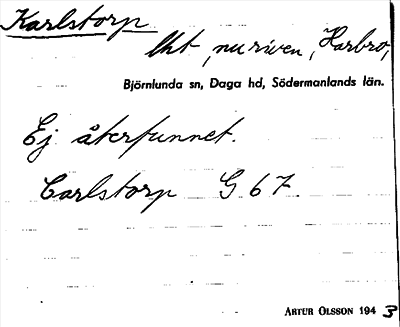 Karlstorp
lht, nu riven, Harbro,
Björnlunda sn, Daga hd, Södermanlands län.
Ej återfunnet.
Carlstorp G 67.
ARTUR OLSSON 1943